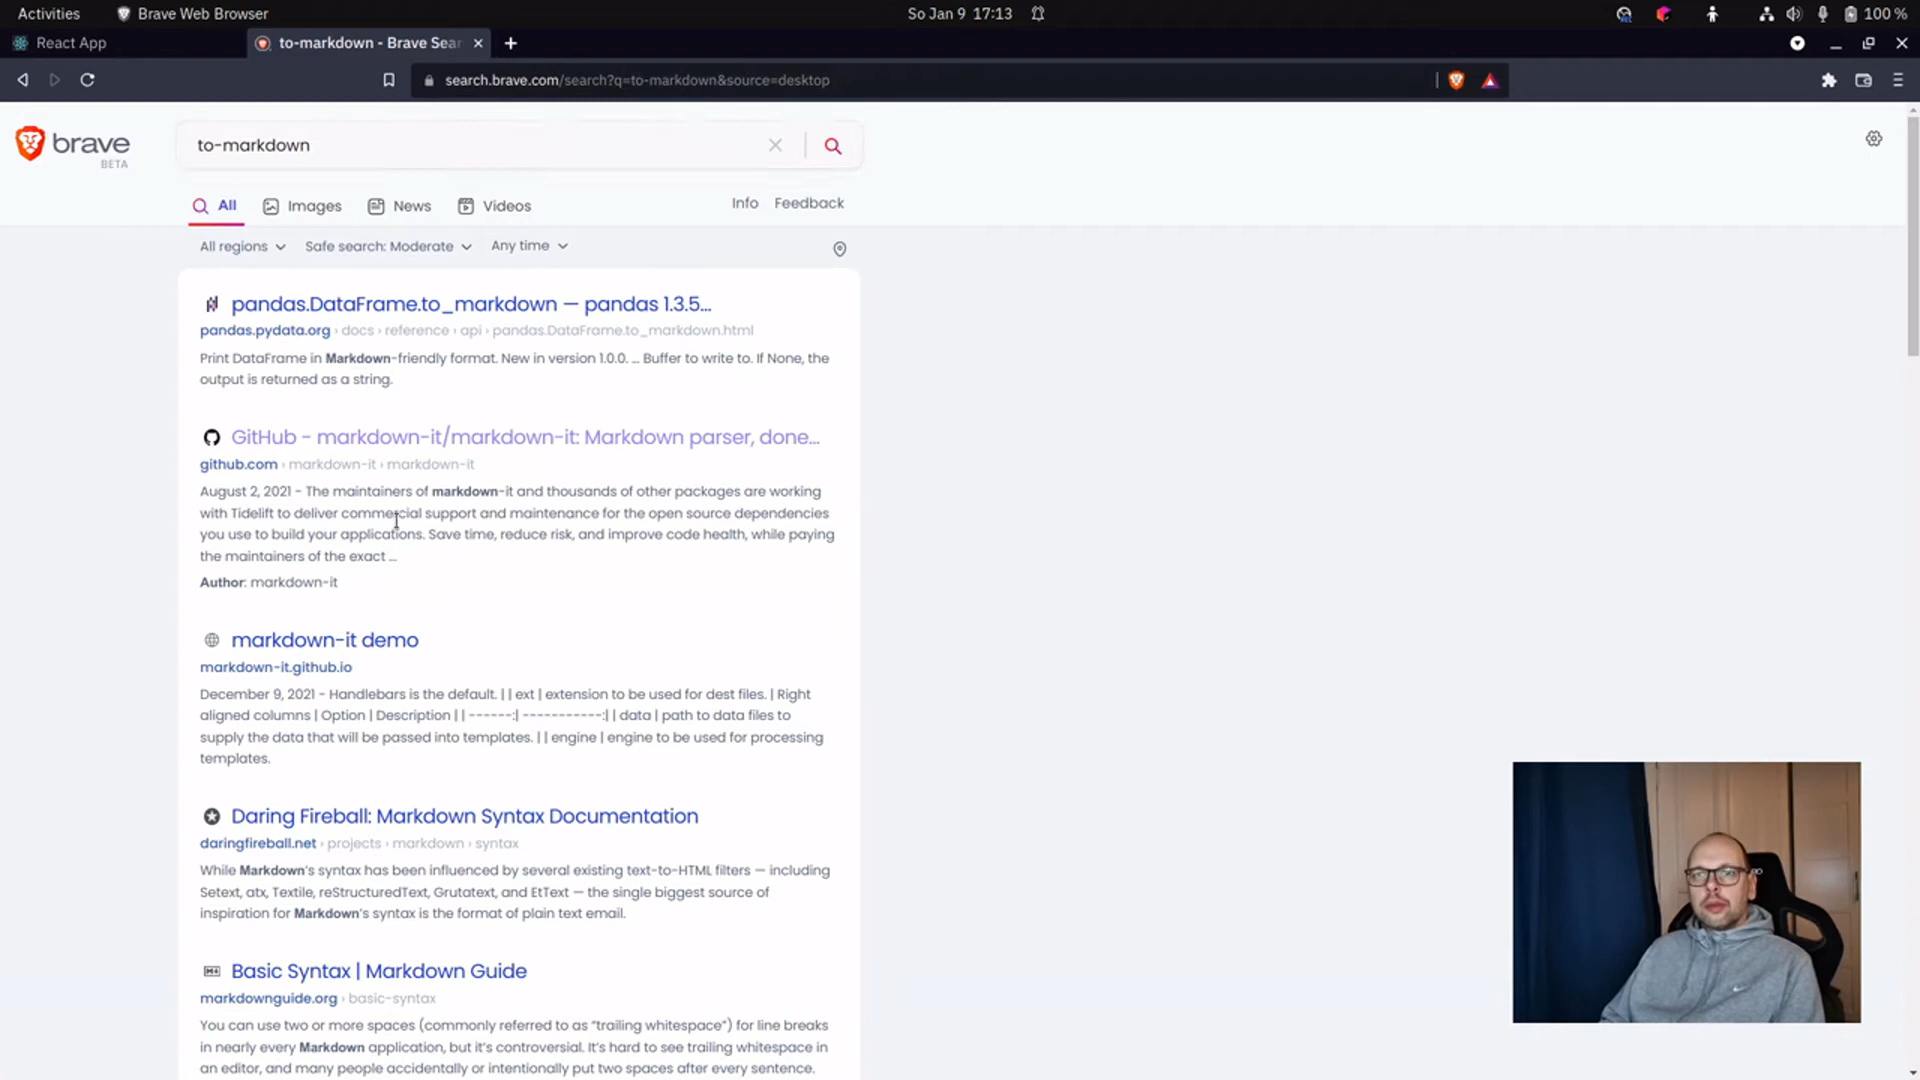 Activities
Brave Web Browser
So Jan 9 17:13
100 %
React App
to-markdown - Brave Sear
search.brave.com/search?q=to-markdown&source=desktop
brave
BETA
to-markdown
All
Images
News
Videos
Info
Feedback
All regions
Safe search: Moderate
Any time
pandas.DataFrame.to_markdown — pandas 1.3.5...
pandas.pydata.org › docs › reference › api › pandas.DataFrame.to_markdown.html
Print DataFrame in Markdown-friendly format. New in version 1.0.0. ... Buffer to write to. If None, the
output is returned as a string.
GitHub - markdown-it/markdown-it: Markdown parser, done...
github.com › markdown-it › markdown-it
August 2, 2021 - The maintainers of markdown-it and thousands of other packages are working
with Tidelift to deliver commercial support and maintenance for the open source dependencies
you use to build your applications. Save time, reduce risk, and improve code health, while paying
the maintainers of the exact ...
Author: markdown-it
markdown-it demo
markdown-it.github.io
December 9, 2021 - Handlebars is the default. | | ext | extension to be used for dest files. | Right
aligned columns | Option | Description | | ------:| -----------:| | data | path to data files to
supply the data that will be passed into templates. | | engine | engine to be used for processing
templates.
Daring Fireball: Markdown Syntax Documentation
daringfireball.net › projects › markdown › syntax
While Markdown's syntax has been influenced by several existing text-to-HTML filters — including
Setext, atx, Textile, reStructuredText, Grutatext, and EtText — the single biggest source of
inspiration for Markdown's syntax is the format of plain text email.
Basic Syntax | Markdown Guide
markdownguide.org › basic-syntax
You can use two or more spaces (commonly referred to as "trailing whitespace") for line breaks
in nearly every Markdown application, but it's controversial. It's hard to see trailing whitespace in
an editor, and many people accidentally or intentionally put two spaces after every sentence.